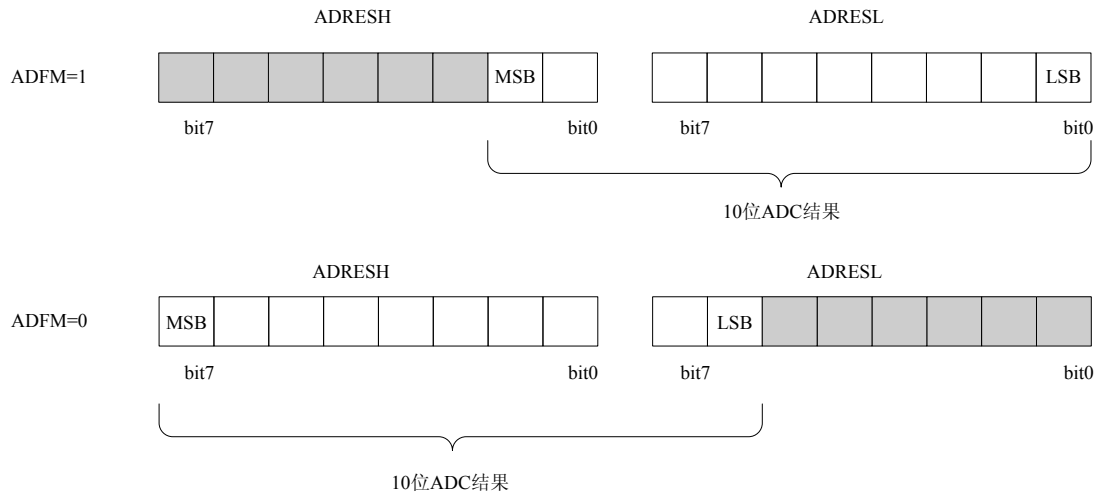 ADRESH ADRESL
ADFM=1 MSB LSB
bit7 bit0 bit7 bit0
10位ADC结果
ADRESH ADRESL
ADFM=0 MSB LSB
bit7 bit0 bit7 bit0
10位ADC结果